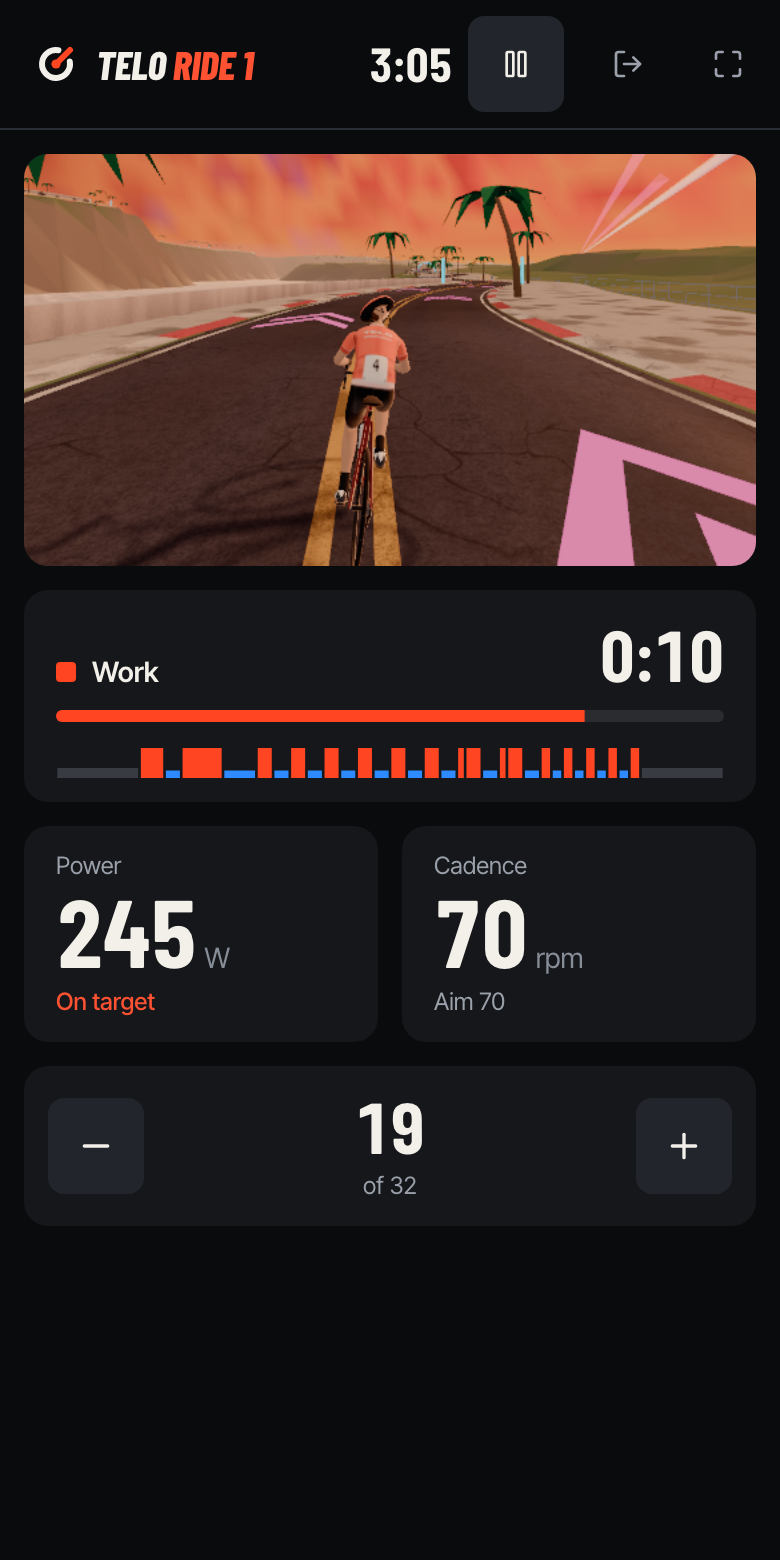 TELO RIDE 1
3:05
4
Work
0:10
Power
245 W
On target
Cadence
70 rpm
Aim 70
19
of 32